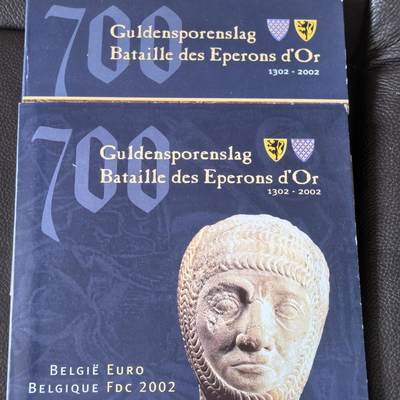 700
Guldensporenslag
Bataille des Eperons d'Or
1302 - 2002
700
Guldensporenslag
Bataille des Eperons d'Or
1302 - 2002
België Euro
Belgique Fdc 2002